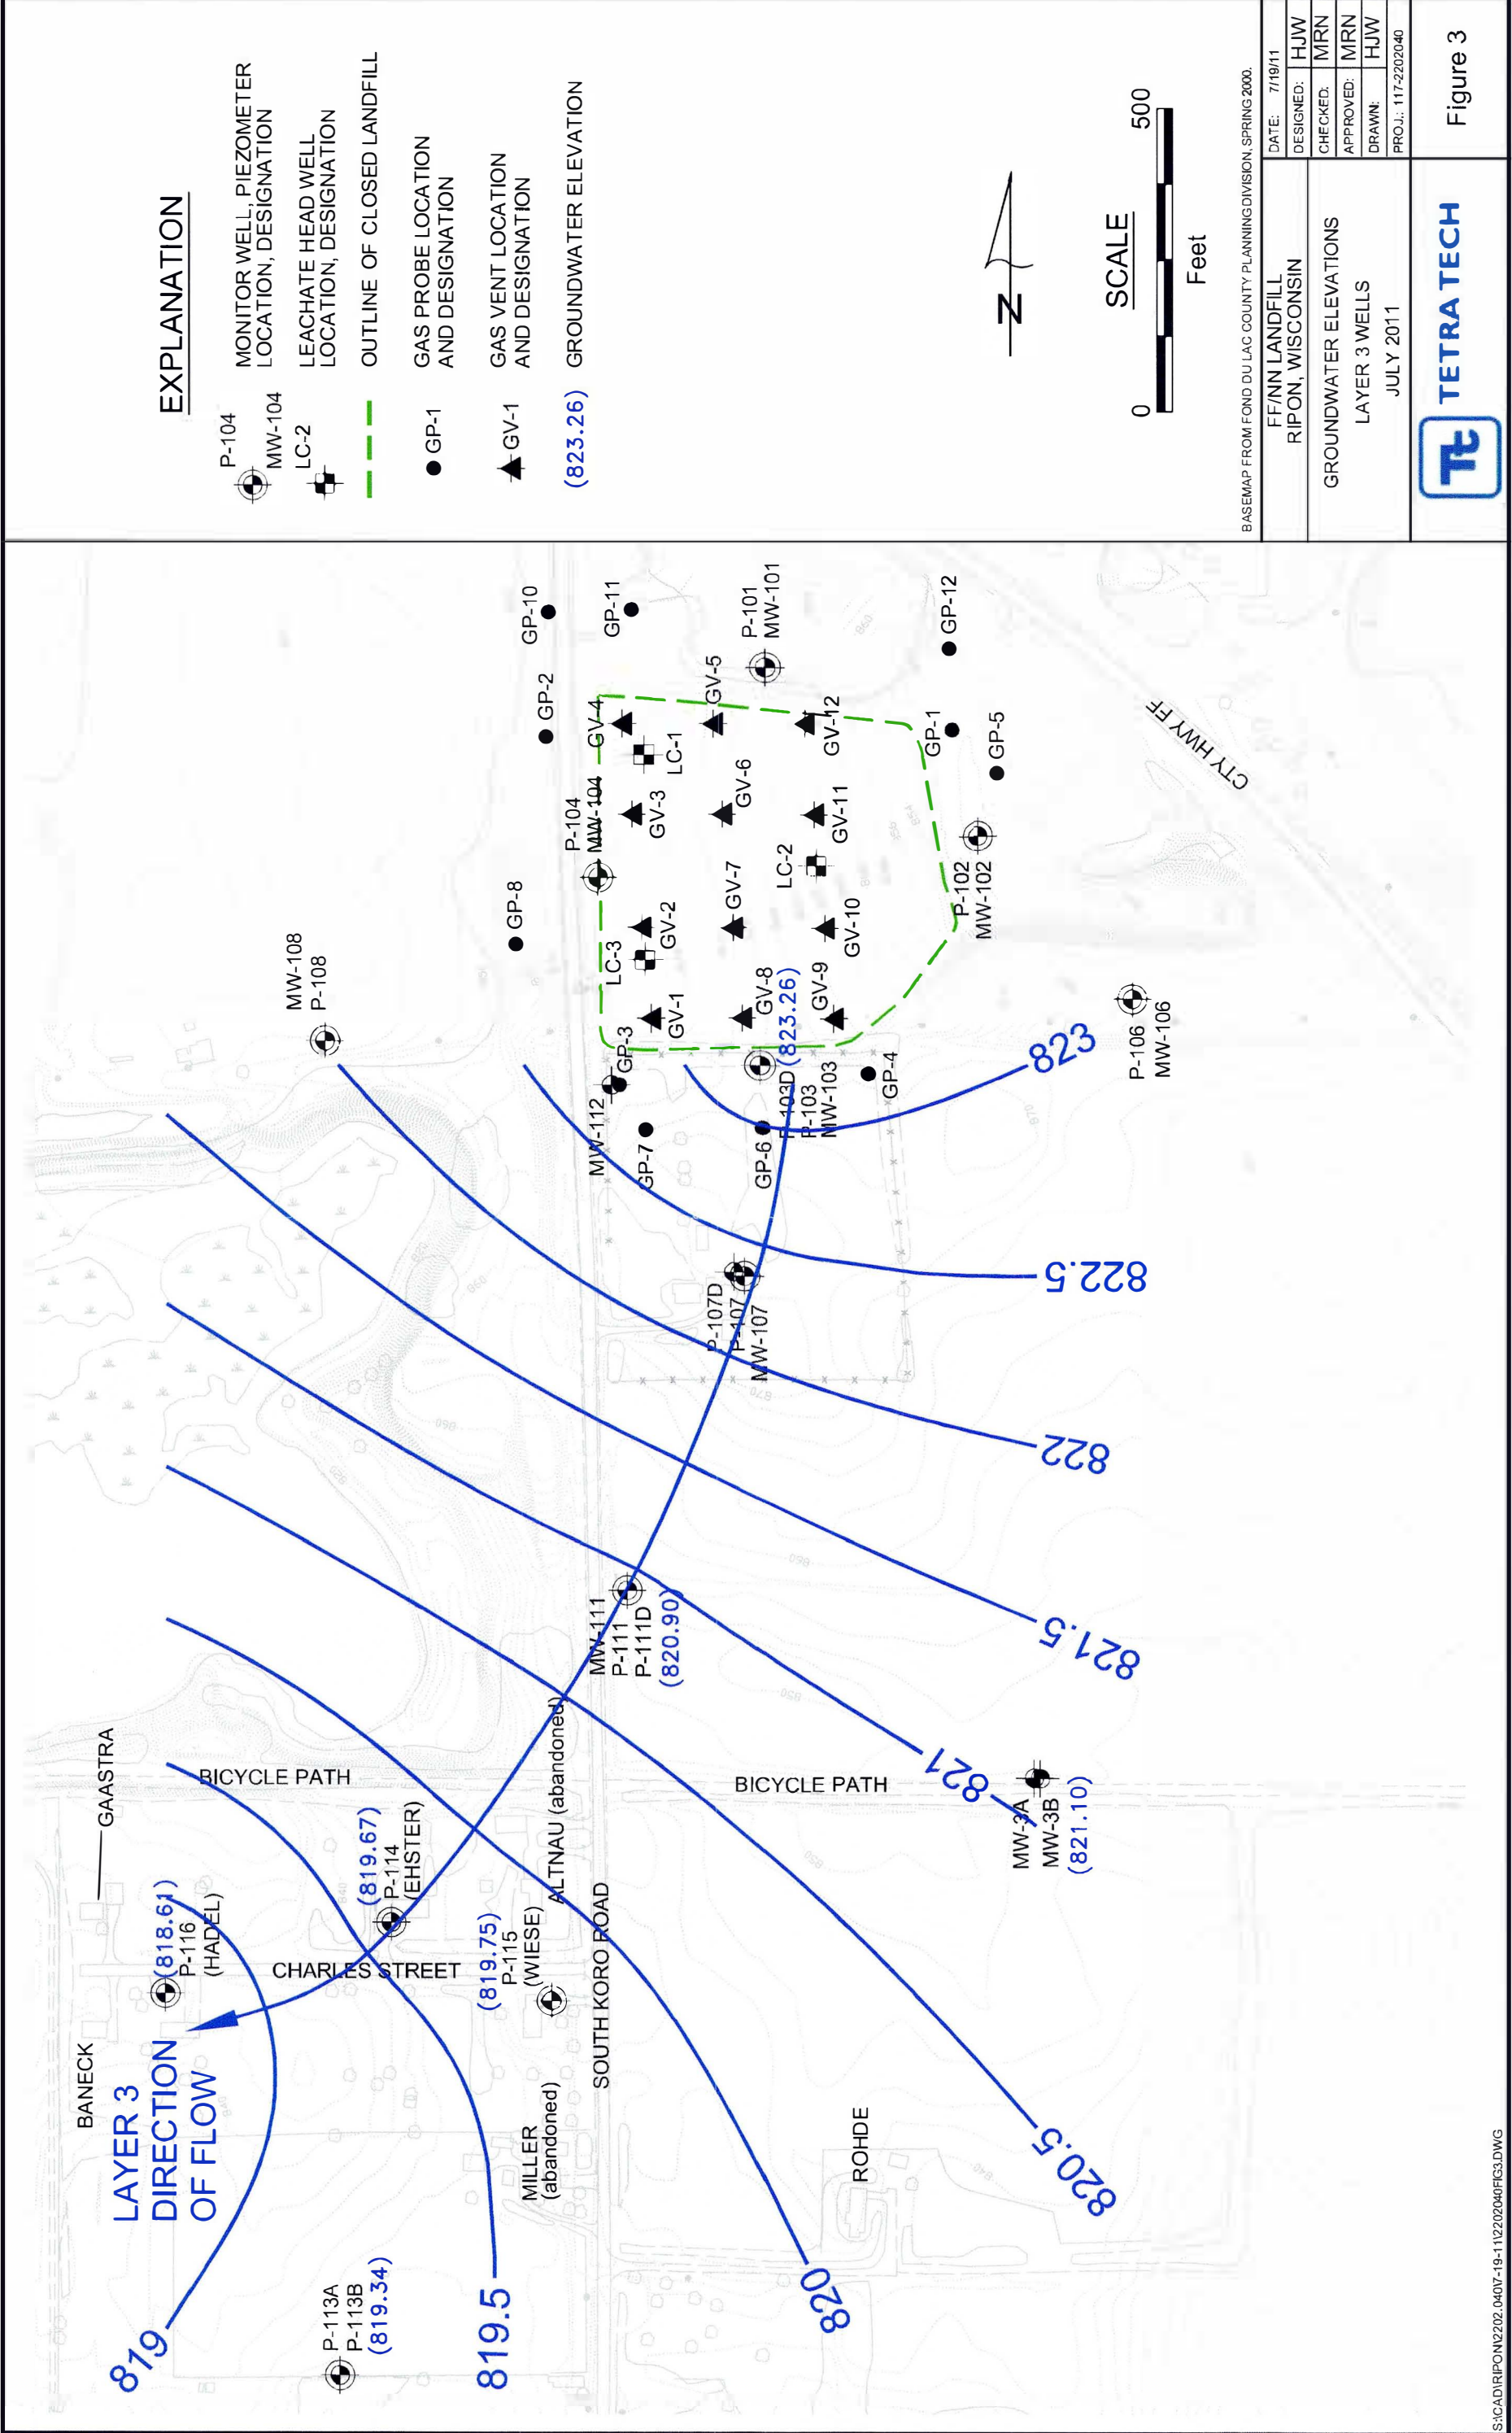 EXPLANATION
P-104
MW-104
MONITOR WELL, PIEZOMETER
LOCATION, DESIGNATION
LC-2
LEACHATE HEAD WELL
LOCATION, DESIGNATION
OUTLINE OF CLOSED LANDFILL
GP-1
GAS PROBE LOCATION
AND DESIGNATION
GV-1
GAS VENT LOCATION
AND DESIGNATION
(823.26)
GROUNDWATER ELEVATION
N
SCALE
0
500
Feet
BASEMAP FROM FOND DU LAC COUNTY PLANNING DIVISION, SPRING 2000.
FF/NN LANDFILL
RIPON, WISCONSIN
GROUNDWATER ELEVATIONS
LAYER 3 WELLS
JULY 2011
DATE: 7/19/11
DESIGNED: HJW
CHECKED: MRN
APPROVED: MRN
DRAWN: HJW
PROJ.: 117-2202040
Tt TETRA TECH
Figure 3
GP-10
GP-11
P-101
MW-101
GP-12
GP-2
GV-4
GV-5
GV-12
GP-1
GP-5
CTY HWY FF
LC-1
P-104
MW-104
GV-3
GV-6
GV-11
LC-2
P-102
MW-102
GP-8
GV-2
GV-7
GV-10
LC-3
MW-108
P-108
GV-1
GV-8
(823.26)
GV-9
P-106
MW-106
GP-3
MW-112
P-103D
P-103
MW-103
GP-4
823
GP-7
GP-6
P-107D
P-107
MW-107
822.5
822
821.5
MW-111
P-111
P-111D
(820.90)
821
ALTNAU (abandoned)
BICYCLE PATH
BICYCLE PATH
MW-3A
MW-3B
(821.10)
GAASTRA
(819.67)
P-114
(EHSTER)
(818.61)
P-116
(HADEL)
CHARLES STREET
(819.75)
P-115
(WIESE)
SOUTH KORO ROAD
BANECK
LAYER 3
DIRECTION
OF FLOW
MILLER
(abandoned)
ROHDE
820.5
820
819.5
819
P-113A
P-113B
(819.34)
860
854
870
860
870
860
860
850
850
840
840
S:\CAD\RIPON\2202.040\7-19-11\2202040FIG3.DWG